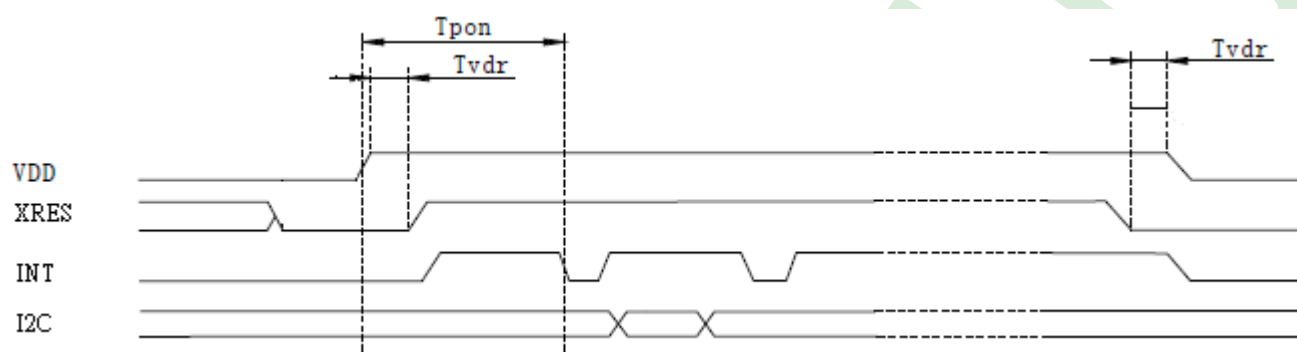 Tpon
Tvdr
Tvdr
VDD
XRES
INT
I2C